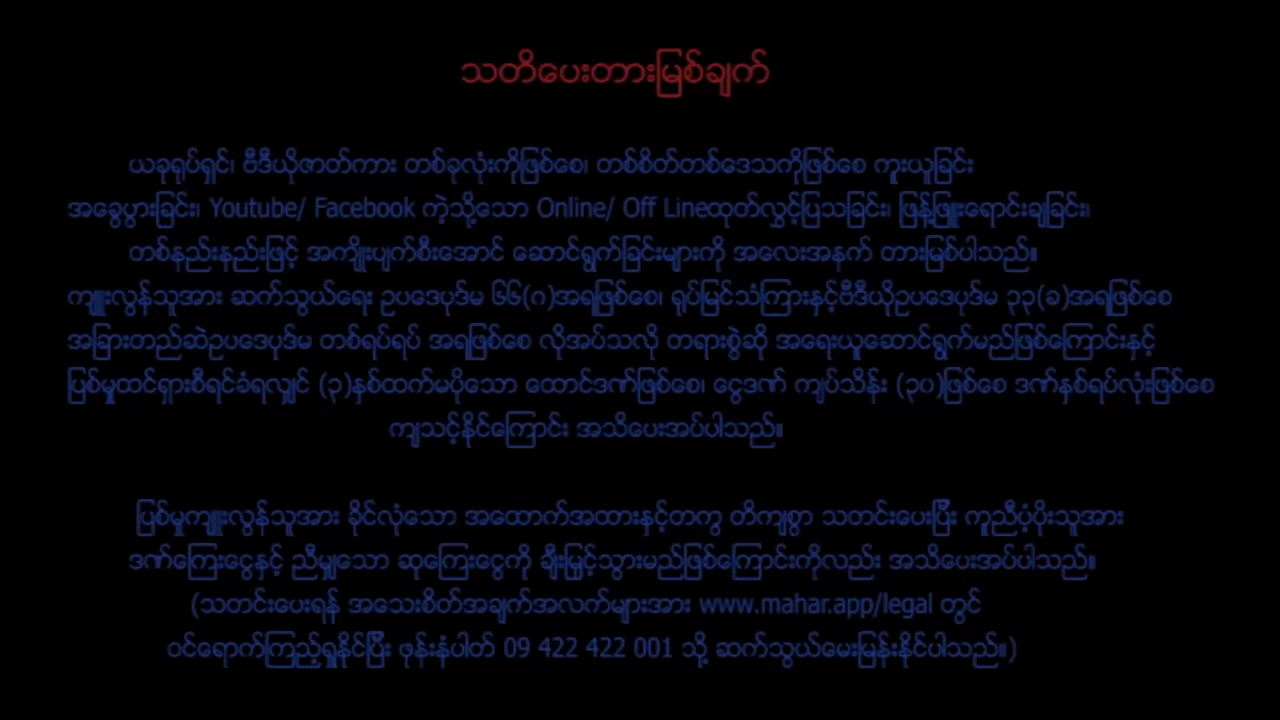 သတိပေးတားမြစ်ချက်
ယခုရုပ်ရှင်၊ ဗီဒီယိုဇာတ်ကား တစ်ခုလုံးကိုဖြစ်စေ၊ တစ်စိတ်တစ်ဒေသကိုဖြစ်စေ ကူးယူခြင်း
အခွေပွားခြင်း၊ Youtube/ Facebook ကဲ့သို့သော Online/ Off Lineထုတ်လွှင့်ပြသခြင်း၊ ဖြန့်ဖြူးရောင်းချခြင်း၊
တစ်နည်းနည်းဖြင့် အကျိုးပျက်စီးအောင် ဆောင်ရွက်ခြင်းများကို အလေးအနက် တားမြစ်ပါသည်။
ကျူးလွန်သူအား ဆက်သွယ်ရေး ဥပဒေပုဒ်မ ၆၆(ဂ)အရဖြစ်စေ၊ ရုပ်မြင်သံကြားနှင့်ဗီဒီယိုဥပဒေပုဒ်မ ၃၃(ခ)အရဖြစ်စေ
အခြားတည်ဆဲဥပဒေပုဒ်မ တစ်ရပ်ရပ် အရဖြစ်စေ လိုအပ်သလို တရားစွဲဆို အရေးယူဆောင်ရွက်မည်ဖြစ်ကြောင်းနှင့်
ပြစ်မှုထင်ရှားစီရင်ခံရလျှင် (၃)နှစ်ထက်မပိုသော ထောင်ဒဏ်ဖြစ်စေ၊ ငွေဒဏ် ကျပ်သိန်း (၃၀)ဖြစ်စေ ဒဏ်နှစ်ရပ်လုံးဖြစ်စေ
ကျသင့်နိုင်ကြောင်း အသိပေးအပ်ပါသည်။
ပြစ်မှုကျူးလွန်သူအား ခိုင်လုံသော အထောက်အထားနှင့်တကွ တိကျစွာ သတင်းပေးပြီး ကူညီပံ့ပိုးသူအား
ဒဏ်ကြေးငွေနှင့် ညီမျှသော ဆုကြေးငွေကို ချီးမြှင့်သွားမည်ဖြစ်ကြောင်းကိုလည်း အသိပေးအပ်ပါသည်။
(သတင်းပေးရန် အသေးစိတ်အချက်အလက်များအား www.mahar.app/legal တွင်
ဝင်ရောက်ကြည့်ရှုနိုင်ပြီး ဖုန်းနံပါတ် 09 422 422 001 သို့ ဆက်သွယ်မေးမြန်းနိုင်ပါသည်။)